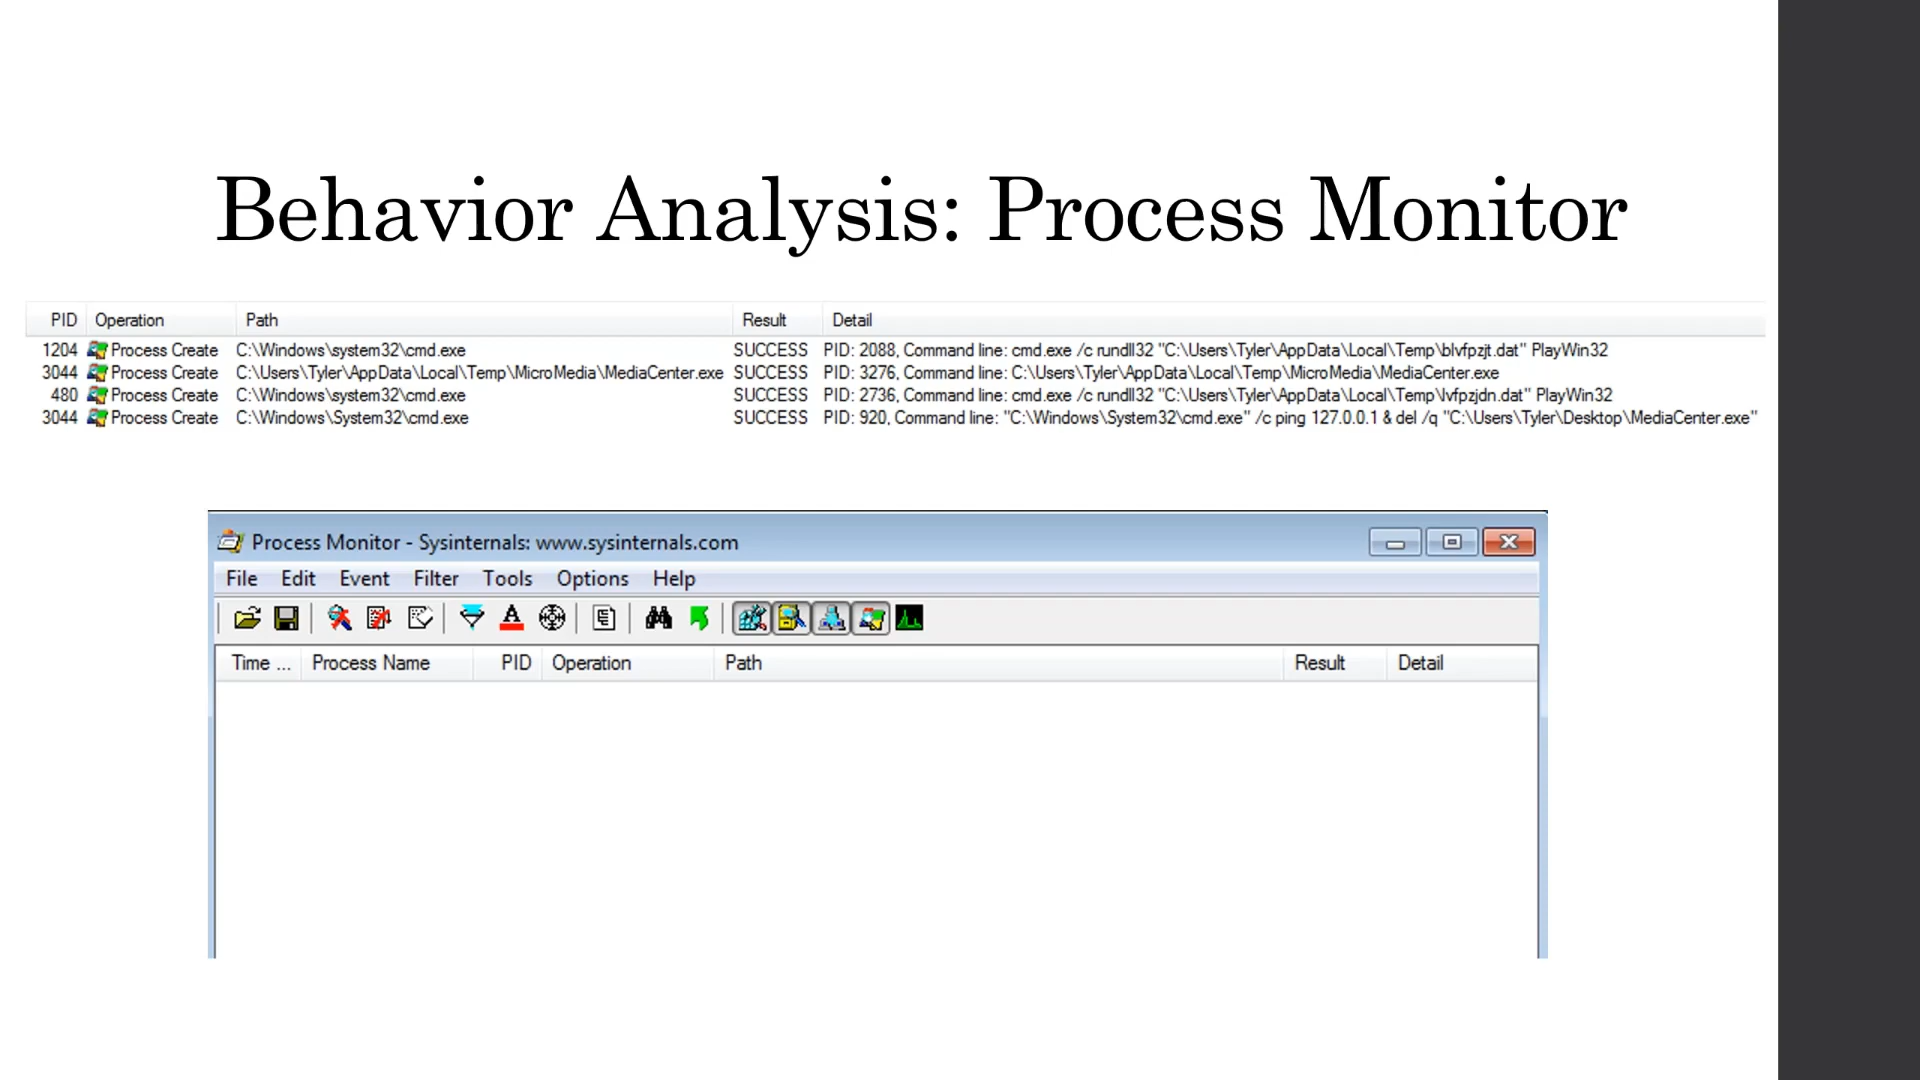 Behavior Analysis: Process Monitor
PID Operation Path Result Detail
1204 Process Create C:\Windows\system32\cmd.exe SUCCESS PID: 2088, Command line: cmd.exe /c rundll32 "C:\Users\Tyler\AppData\Local\Temp\blvfpzjt.dat" PlayWin32
3044 Process Create C:\Users\Tyler\AppData\Local\Temp\MicroMedia\MediaCenter.exe SUCCESS PID: 3276, Command line: C:\Users\Tyler\AppData\Local\Temp\MicroMedia\MediaCenter.exe
480 Process Create C:\Windows\system32\cmd.exe SUCCESS PID: 2736, Command line: cmd.exe /c rundll32 "C:\Users\Tyler\AppData\Local\Temp\lvfpzjdn.dat" PlayWin32
3044 Process Create C:\Windows\System32\cmd.exe SUCCESS PID: 920, Command line: "C:\Windows\System32\cmd.exe" /c ping 127.0.0.1 & del /q "C:\Users\Tyler\Desktop\MediaCenter.exe"
Process Monitor - Sysinternals: www.sysinternals.com
File Edit Event Filter Tools Options Help
Time ... Process Name PID Operation Path Result Detail